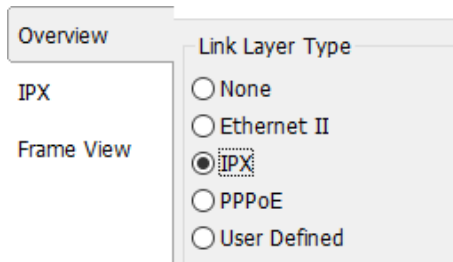 Overview
IPX
Frame View
Link Layer Type
None
Ethernet II
IPX
PPPoE
User Defined